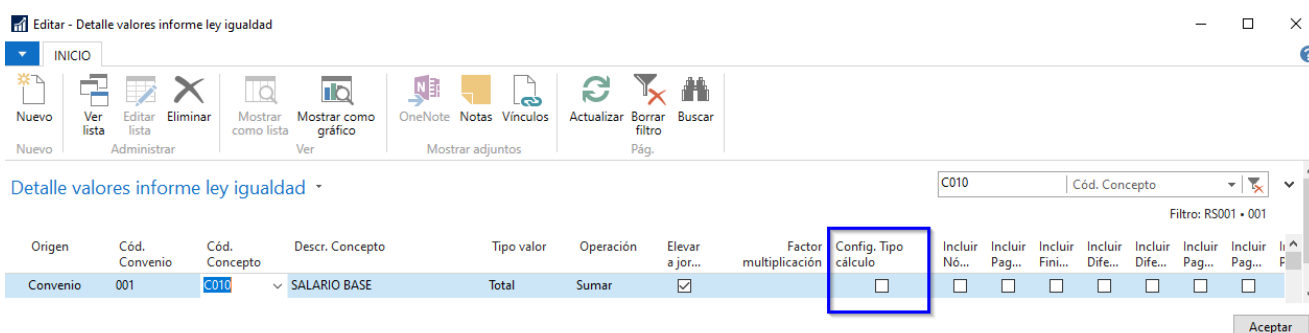 Editar - Detalle valores informe ley igualdad
INICIO
Nuevo
Ver lista
Editar lista
Eliminar
Mostrar como lista
Mostrar como gráfico
OneNote
Notas
Vínculos
Actualizar
Borrar filtro
Buscar
Nuevo
Administrar
Ver
Mostrar adjuntos
Pág.
Detalle valores informe ley igualdad
C010 Cód. Concepto
Filtro: RS001 • 001
Origen Cód. Convenio Cód. Concepto Descr. Concepto Tipo valor Operación Elevar a jor... Factor multiplicación Config. Tipo cálculo Incluir Nó... Incluir Pag... Incluir Fini... Incluir Dife... Incluir Dife... Incluir Pag... Incluir Pag...
Convenio 001 C010 SALARIO BASE Total Sumar
Aceptar